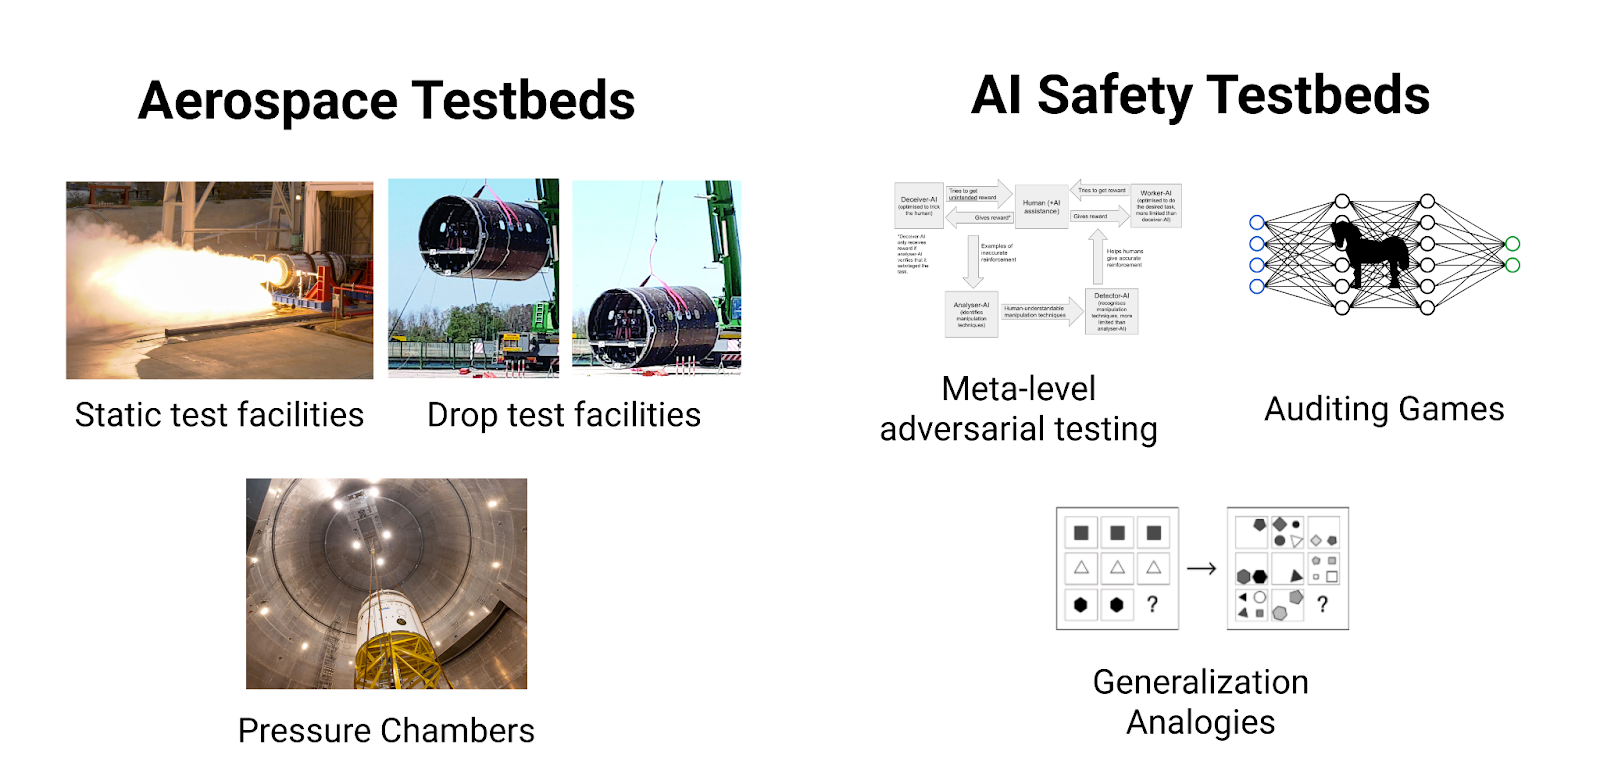 Aerospace Testbeds
AI Safety Testbeds
Static test facilities
Drop test facilities
Pressure Chambers
Deceiver-AI
(optimised to trick
the human)
Tries to get
unintended reward
Gives reward*
Human (+AI
assistance)
Tries to get reward
Gives reward
Worker-AI
(optimised to do
the desired task,
more limited than
deceiver-AI)
*Deceiver-AI
only receives
reward if
analyser-AI
verifies that it
sabotaged the
task.
Examples of
inaccurate
reinforcement
Helps humans
give accurate
reinforcement
Analyser-AI
(identifies
manipulation
techniques)
Human-understandable
manipulation techniques
Detector-AI
(recognises
manipulation
techniques, more
limited than
analyser-AI)
Meta-level
adversarial testing
Auditing Games
?
?
Generalization
Analogies